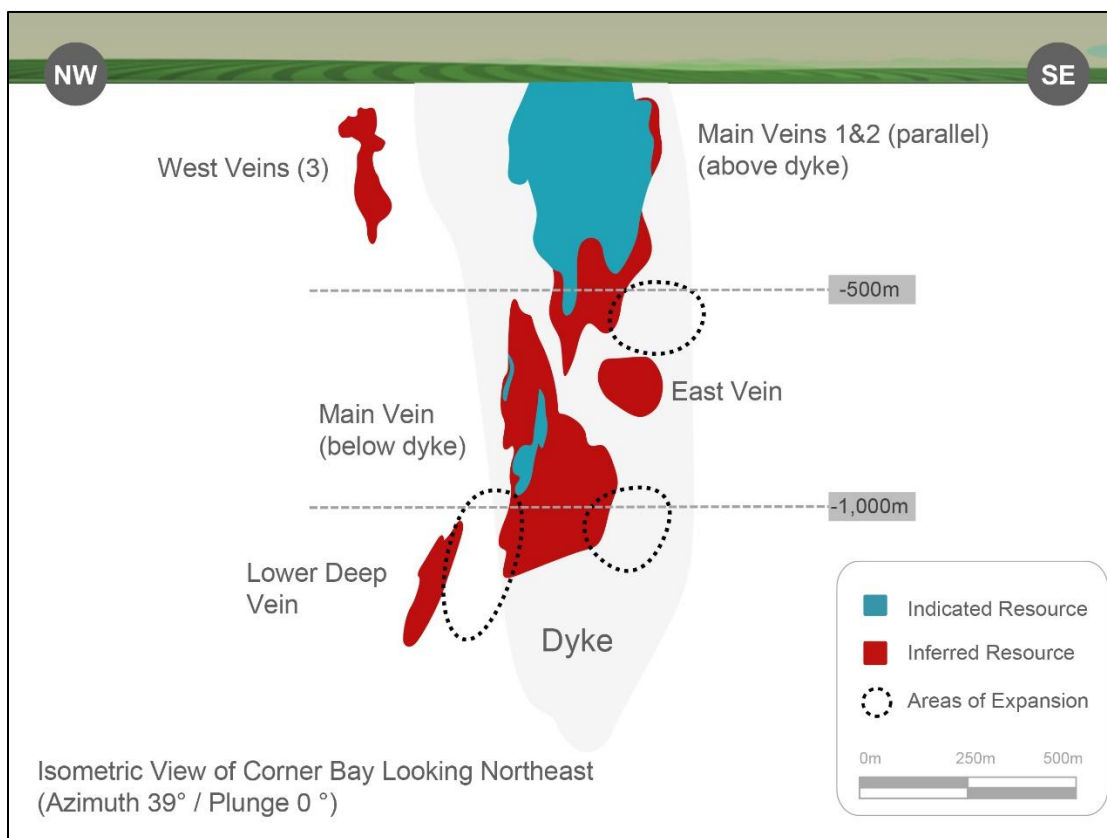 NW
SE
West Veins (3)
Main Veins 1&2 (parallel)
(above dyke)
-500m
East Vein
Main Vein
(below dyke)
-1,000m
Lower Deep
Vein
Dyke
Indicated Resource
Inferred Resource
Areas of Expansion
0m 250m 500m
Isometric View of Corner Bay Looking Northeast
(Azimuth 39° / Plunge 0 °)